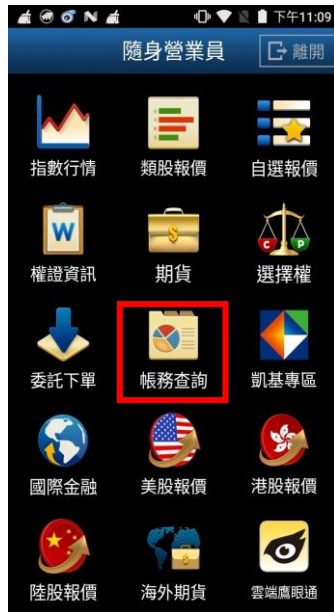 下午11:09
隨身營業員 離開
指數行情 類股報價 自選報價
W $ C P
權證資訊 期貨 選擇權
委託下單 帳務查詢 凱基專區
國際金融 美股報價 港股報價
陸股報價 海外期貨 雲端鷹眼通